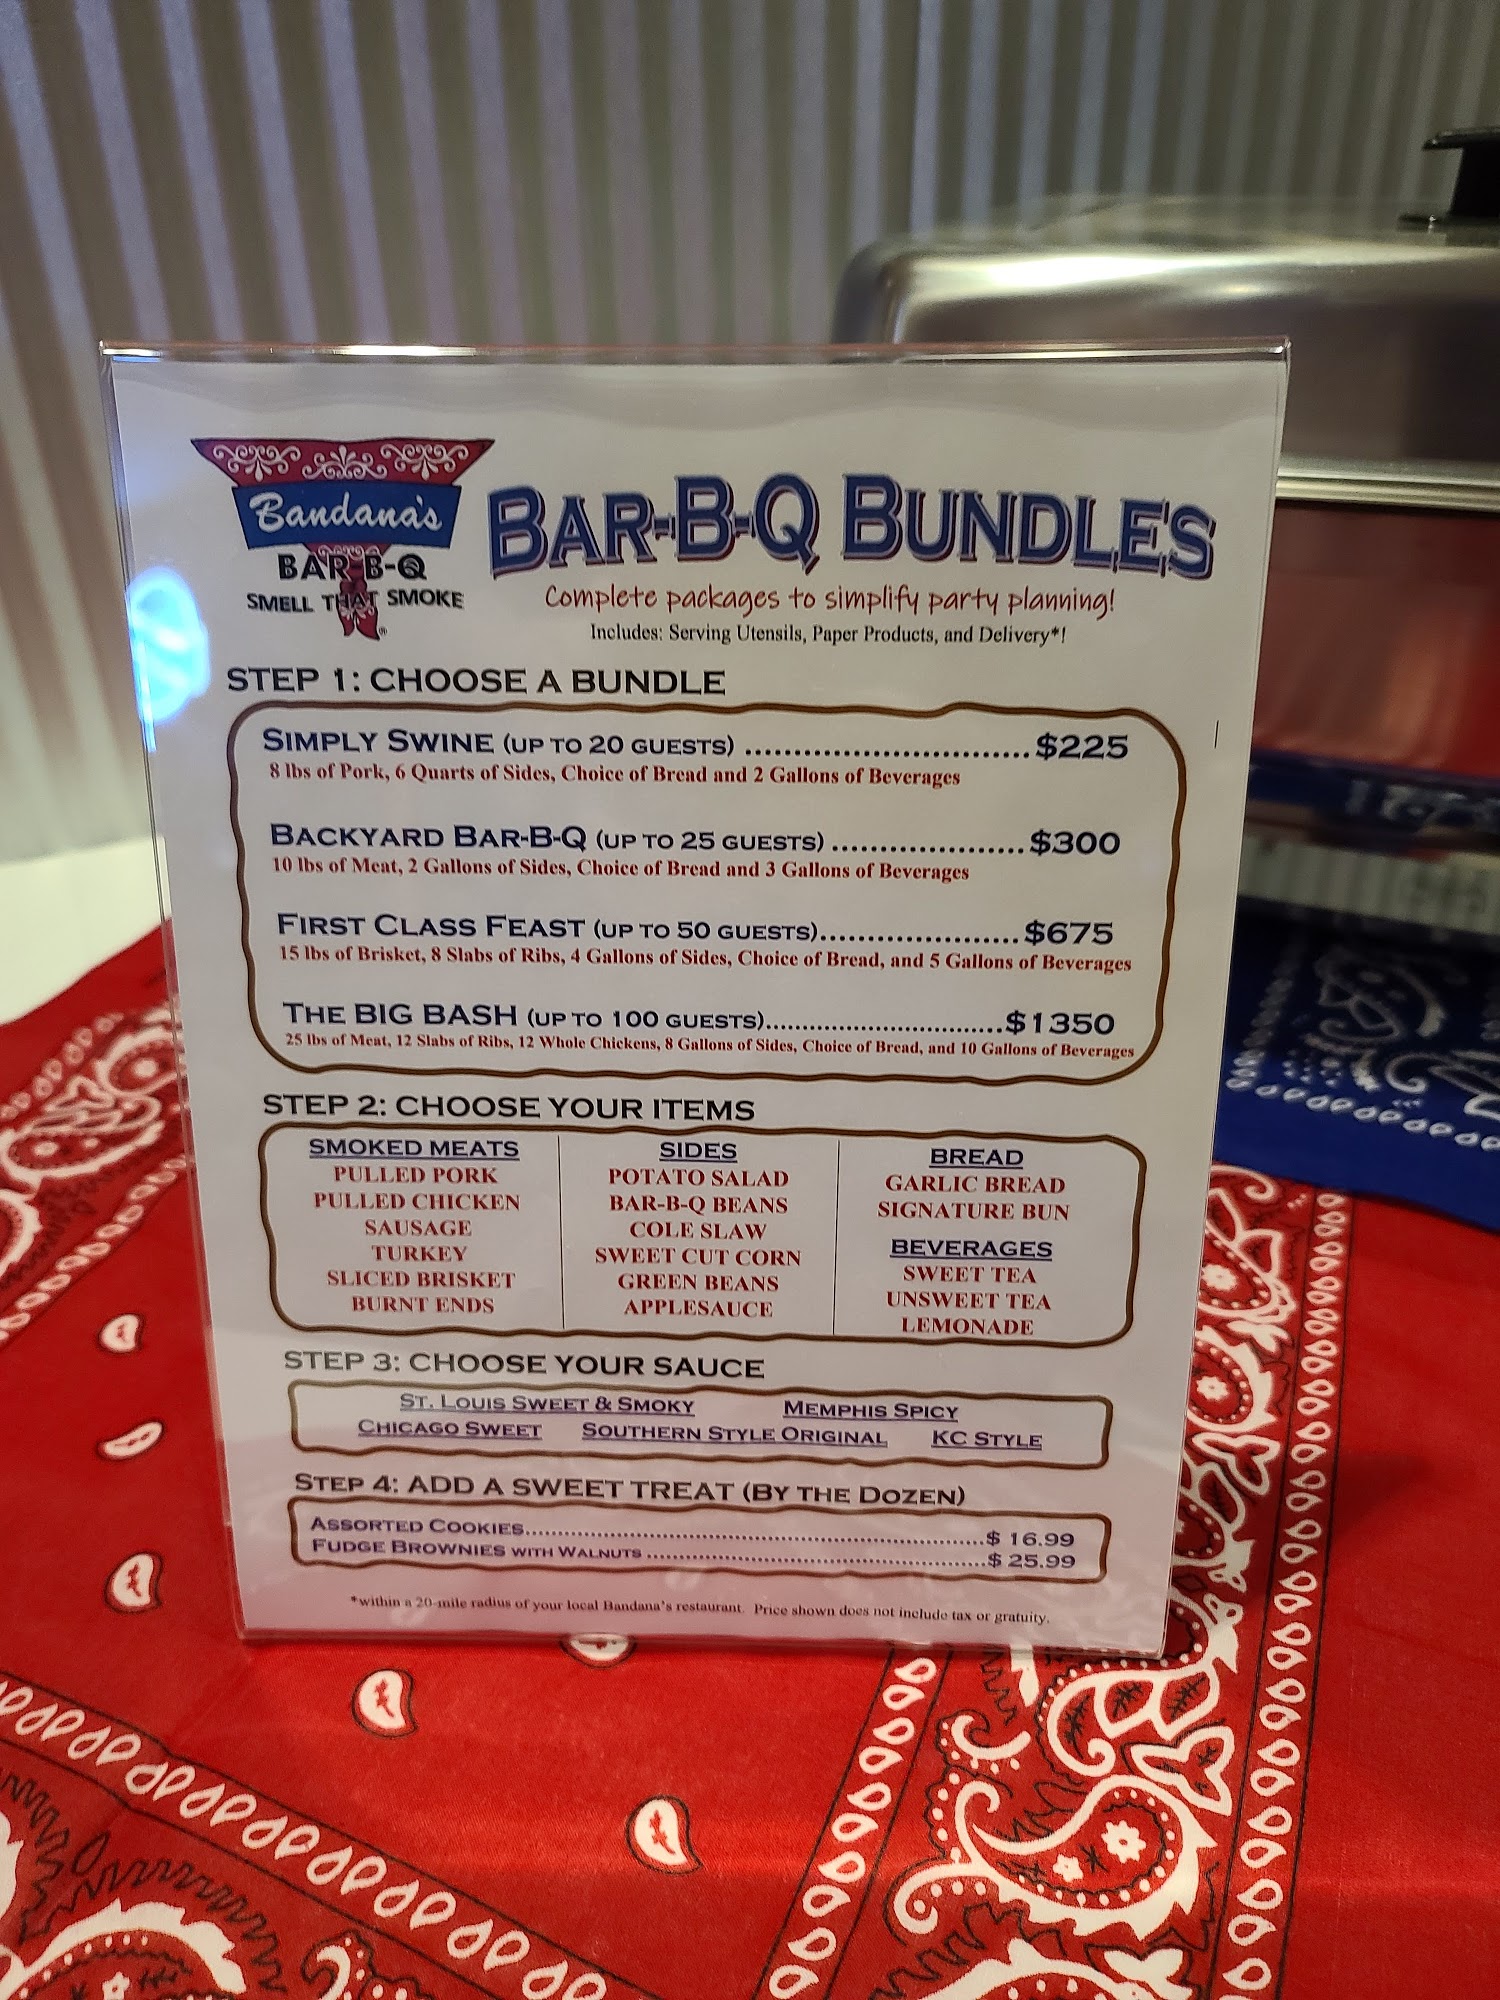 Bandana's
BAR-B-Q
SMELL THAT SMOKE
®
BAR-B-Q BUNDLES
Complete packages to simplify party planning!
Includes: Serving Utensils, Paper Products, and Delivery*!
STEP 1: CHOOSE A BUNDLE
SIMPLY SWINE (UP TO 20 GUESTS) ............................. $225
8 lbs of Pork, 6 Quarts of Sides, Choice of Bread and 2 Gallons of Beverages
BACKYARD BAR-B-Q (UP TO 25 GUESTS) .................... $300
10 lbs of Meat, 2 Gallons of Sides, Choice of Bread and 3 Gallons of Beverages
FIRST CLASS FEAST (UP TO 50 GUESTS)...................... $675
15 lbs of Brisket, 8 Slabs of Ribs, 4 Gallons of Sides, Choice of Bread, and 5 Gallons of Beverages
THE BIG BASH (UP TO 100 GUESTS)................................ $1350
25 lbs of Meat, 12 Slabs of Ribs, 12 Whole Chickens, 8 Gallons of Sides, Choice of Bread, and 10 Gallons of Beverages
STEP 2: CHOOSE YOUR ITEMS
SMOKED MEATS
PULLED PORK
PULLED CHICKEN
SAUSAGE
TURKEY
SLICED BRISKET
BURNT ENDS
SIDES
POTATO SALAD
BAR-B-Q BEANS
COLE SLAW
SWEET CUT CORN
GREEN BEANS
APPLESAUCE
BREAD
GARLIC BREAD
SIGNATURE BUN
BEVERAGES
SWEET TEA
UNSWEET TEA
LEMONADE
STEP 3: CHOOSE YOUR SAUCE
ST. LOUIS SWEET & SMOKY MEMPHIS SPICY
CHICAGO SWEET SOUTHERN STYLE ORIGINAL KC STYLE
STEP 4: ADD A SWEET TREAT (BY THE DOZEN)
ASSORTED COOKIES............................................................ $ 16.99
FUDGE BROWNIES WITH WALNUTS ............................................. $ 25.99
*within a 20-mile radius of your local Bandana's restaurant. Price shown does not include tax or gratuity.